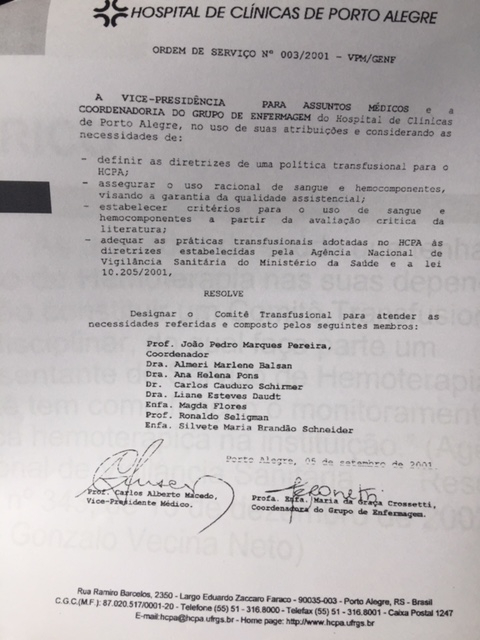 HOSPITAL DE CLÍNICAS DE PORTO ALEGRE
ORDEM DE SERVIÇO Nº 003/2001 - VPM/GENF
A VICE-PRESIDÊNCIA PARA ASSUNTOS MÉDICOS e a
COORDENADORIA DO GRUPO DE ENFERMAGEM do Hospital de Clínicas
de Porto Alegre, no uso de suas atribuições e considerando as
necessidades de:
- definir as diretrizes de uma política transfusional para o
HCPA;
- assegurar o uso racional de sangue e hemocomponentes,
visando a garantia da qualidade assistencial;
- estabelecer critérios para o uso de sangue e
hemocomponentes a partir da avaliação crítica da
literatura;
- adequar as práticas transfusionais adotadas no HCPA às
diretrizes estabelecidas pela Agência Nacional de
Vigilância Sanitária do Ministério da Saúde e a lei
10.205/2001,
RESOLVE
Designar o Comitê Transfusional para atender as
necessidades referidas e composto pelos seguintes membros:
Prof. João Pedro Marques Pereira,
Coordenador
Dra. Almeri Marlene Balsan
Dra. Ana Helena Pons
Dr. Carlos Cauduro Schirmer
Dra. Liane Esteves Daudt
Enfa. Magda Flores
Prof. Ronaldo Seligman
Enfa. Silvete Maria Brandão Schneider
Porto Alegre, 05 de setembro de 2001
Prof. Carlos Alberto Macedo,
Vice-Presidente Médico.
Profa. Enfa. Maria da Graça Crossetti,
Coordenadora do Grupo de Enfermagem.
Rua Ramiro Barcelos, 2350 - Largo Eduardo Zaccaro Faraco - 90035-003 - Porto Alegre, RS - Brasil
C.G.C.(M.F.): 87.020.517/0001-20 - Telefone (55) 51 - 316.8000 - Telefax (55) 51 - 316.8001 - Caixa Postal 1247
E-mail:hcpa@hcpa.ufrgs.br - Home page: http://www.hcpa.ufrgs.br